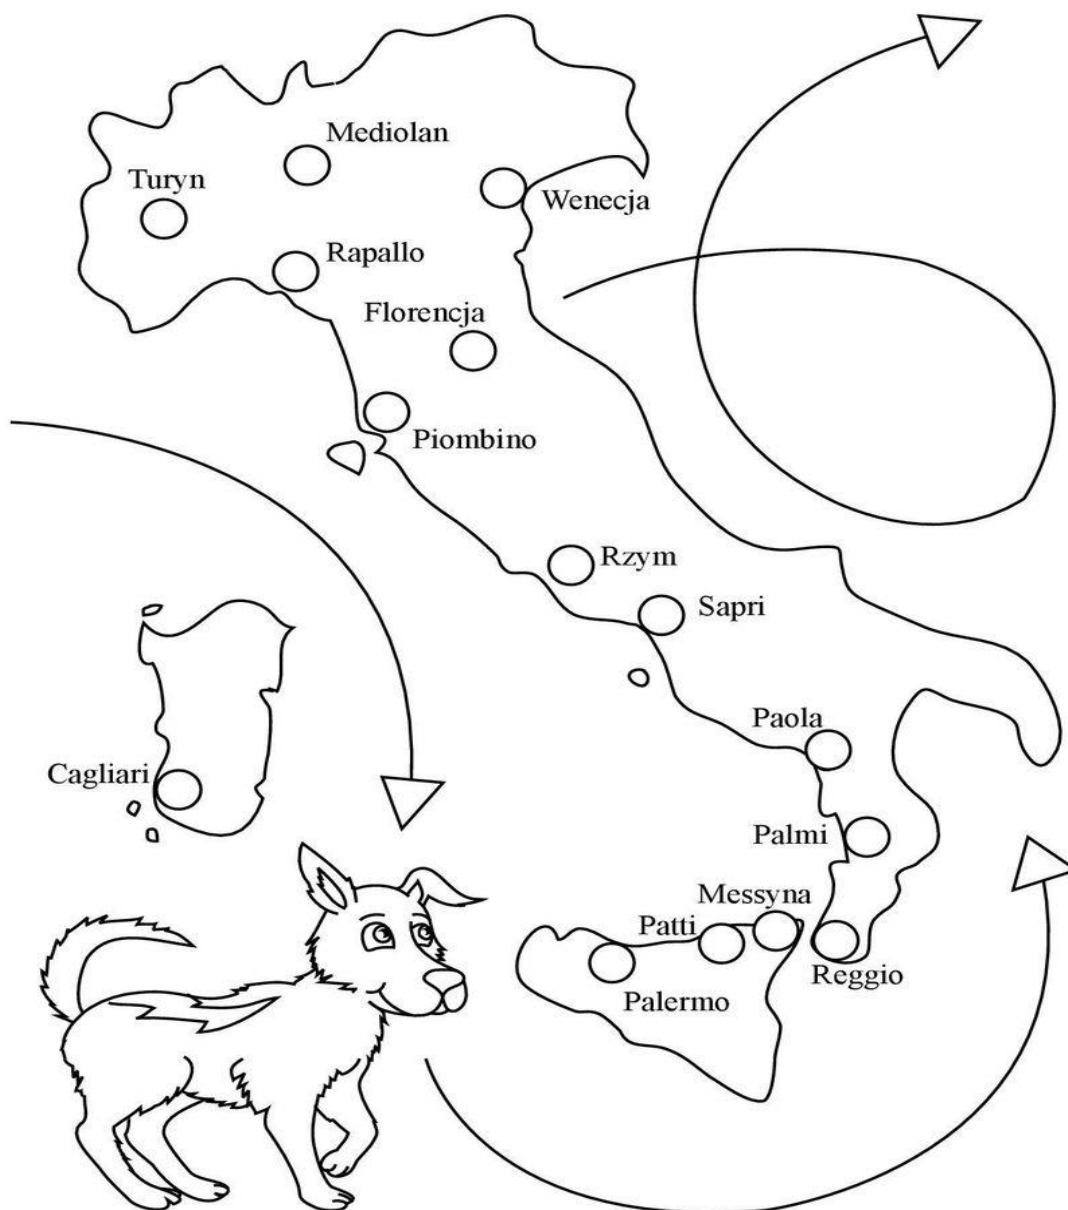 Mediolan
Turyn
Wenecja
Rapallo
Florencja
Piombino
Rzym
Sapri
Paola
Cagliari
Palmi
Messyna
Patti
Reggio
Palermo